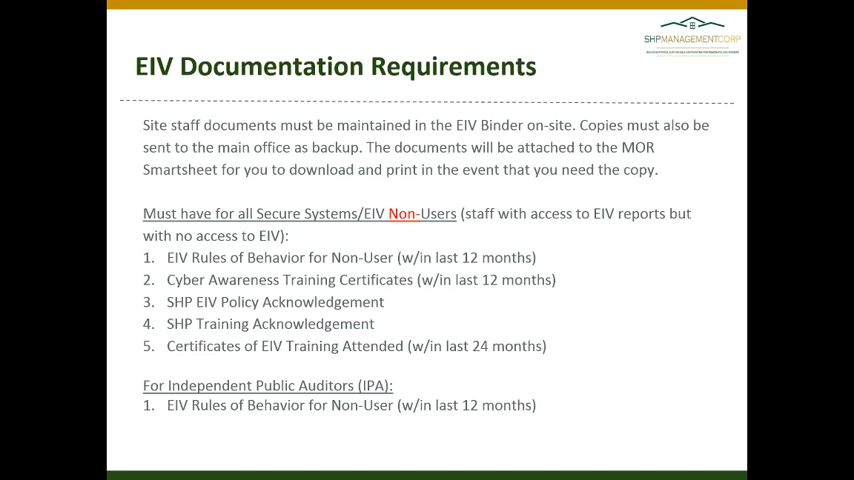 SHPMANAGEMENTCORP
EIV Documentation Requirements
Site staff documents must be maintained in the EIV Binder on-site. Copies must also be
sent to the main office as backup. The documents will be attached to the MOR
Smartsheet for you to download and print in the event that you need the copy.
Must have for all Secure Systems/EIV Non-Users (staff with access to EIV reports but
with no access to EIV):
1. EIV Rules of Behavior for Non-User (w/in last 12 months)
2. Cyber Awareness Training Certificates (w/in last 12 months)
3. SHP EIV Policy Acknowledgement
4. SHP Training Acknowledgement
5. Certificates of EIV Training Attended (w/in last 24 months)
For Independent Public Auditors (IPA):
1. EIV Rules of Behavior for Non-User (w/in last 12 months)